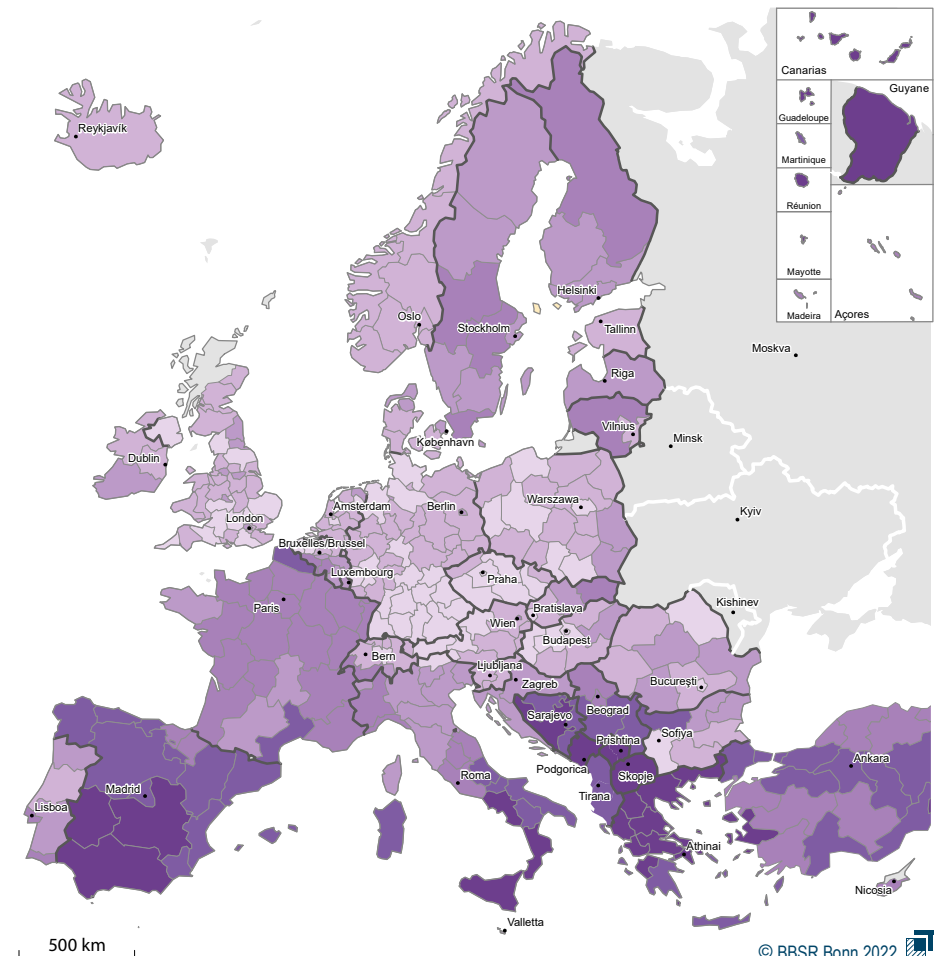 Canarias
Guyane
Guadeloupe
Martinique
Réunion
Mayotte
Madeira
Açores
Reykjavík
Helsinki
Oslo
Stockholm
Tallinn
Moskva
Riga
Vilnius
Minsk
København
Dublin
London
Amsterdam
Berlin
Warszawa
Kyiv
Bruxelles/Brussel
Luxembourg
Praha
Paris
Kishinev
Bratislava
Wien
Budapest
Bern
Ljubljana
Zagreb
București
Beograd
Sarajevo
Prishtina
Sofiya
Podgorica
Skopje
Ankara
Roma
Tirana
Madrid
Lisboa
Athinai
Nicosia
Valletta
500 km
© BBSR Bonn 2022